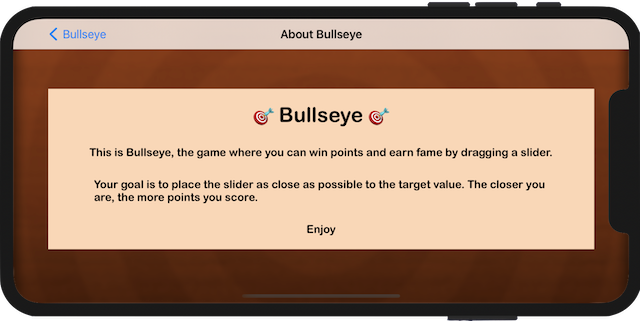 Bullseye
About Bullseye
🎯 Bullseye 🎯
This is Bullseye, the game where you can win points and earn fame by dragging a slider.
Your goal is to place the slider as close as possible to the target value. The closer you
are, the more points you score.
Enjoy